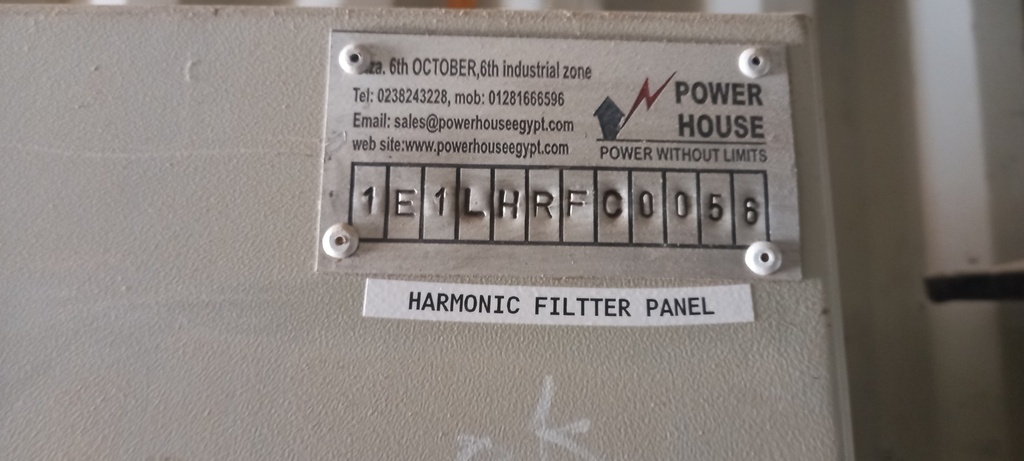 6th OCTOBER,6th industrial zone
Tel: 0238243228, mob: 01281666596
Email: sales@powerhouseegypt.com
web site:www.powerhouseegypt.com
POWER
HOUSE
POWER WITHOUT LIMITS
1E1LHRFC0056
HARMONIC FILTTER PANEL